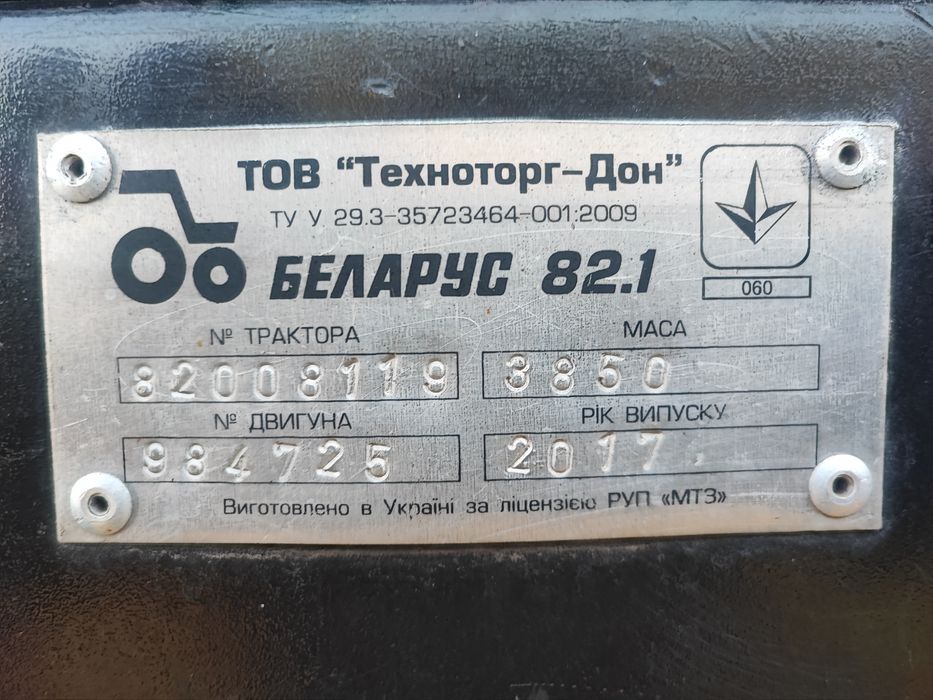 ТОВ "Техноторг-Дон"
ТУ У 29.3-35723464-001:2009
БЕЛАРУС 82.1
060
№ ТРАКТОРА
82008119
МАСА
3850
№ ДВИГУНА
984725
РІК ВИПУСКУ
2017.
Виготовлено в Україні за ліцензією РУП «МТЗ»